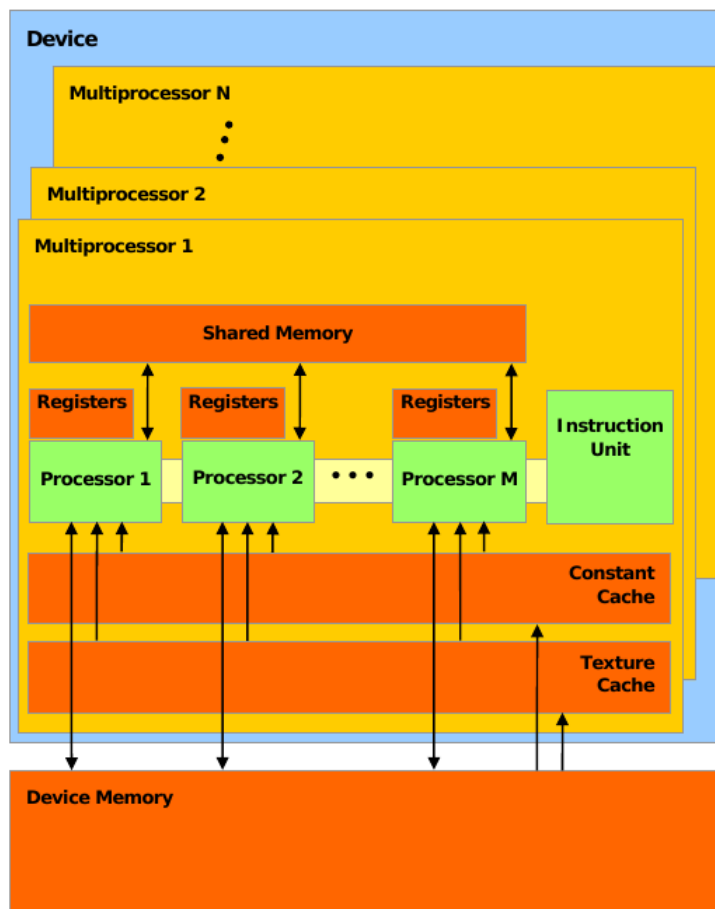 Device
Multiprocessor N
Multiprocessor 2
Multiprocessor 1
Shared Memory
Registers
Registers
Registers
Instruction
Unit
Processor 1
Processor 2
Processor M
Constant
Cache
Texture
Cache
Device Memory